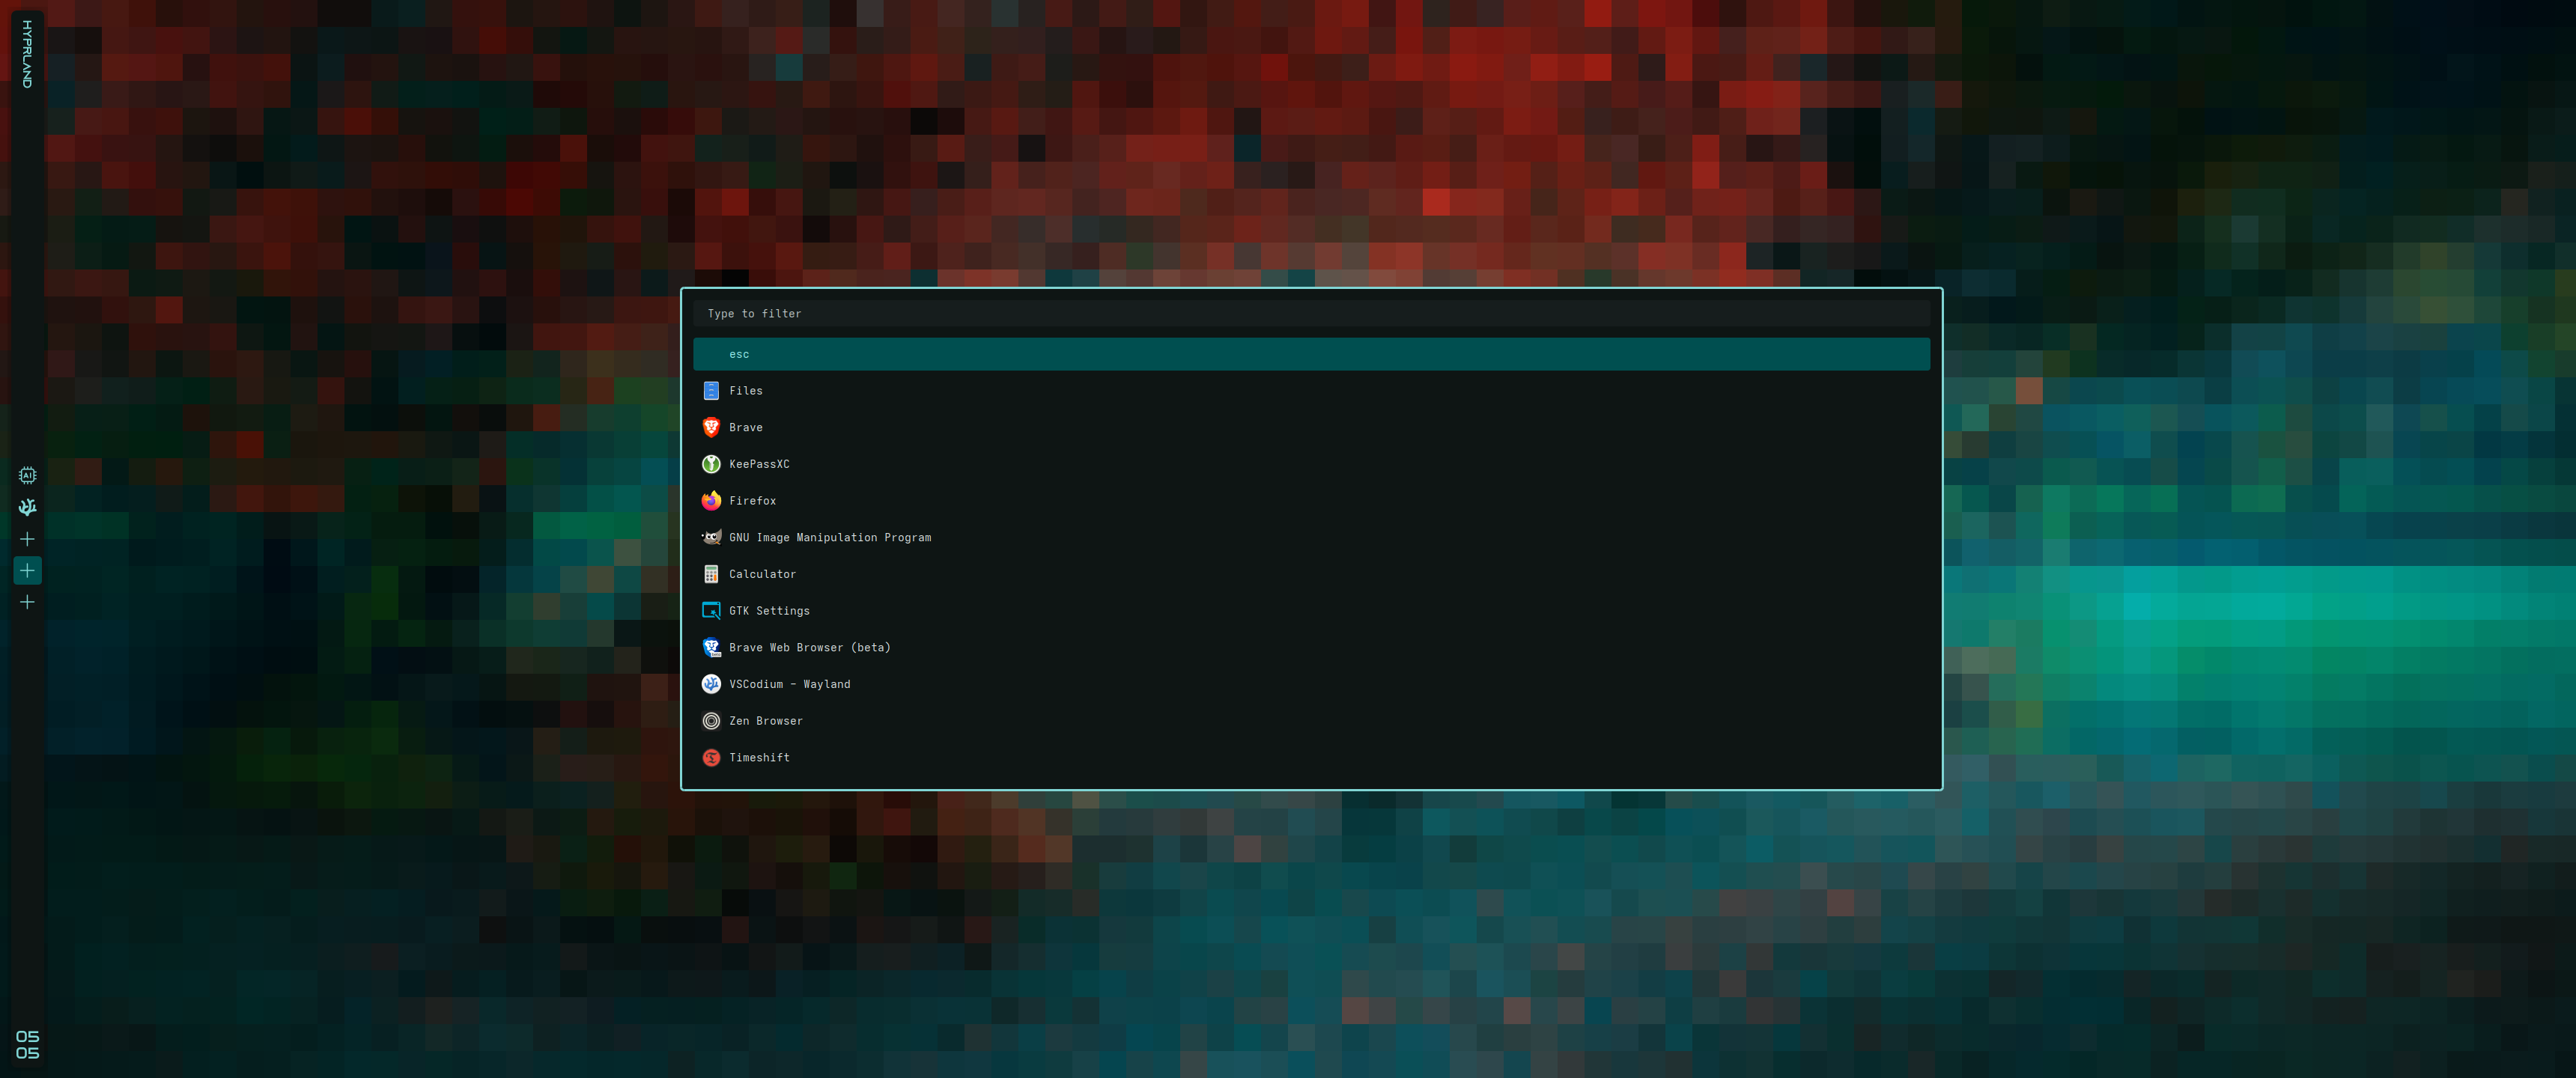 HYPRLAND
AI
05
05
Type to filter
esc
Files
Brave
KeePassXC
Firefox
GNU Image Manipulation Program
Calculator
GTK Settings
Brave Web Browser (beta)
VSCodium - Wayland
Zen Browser
Timeshift